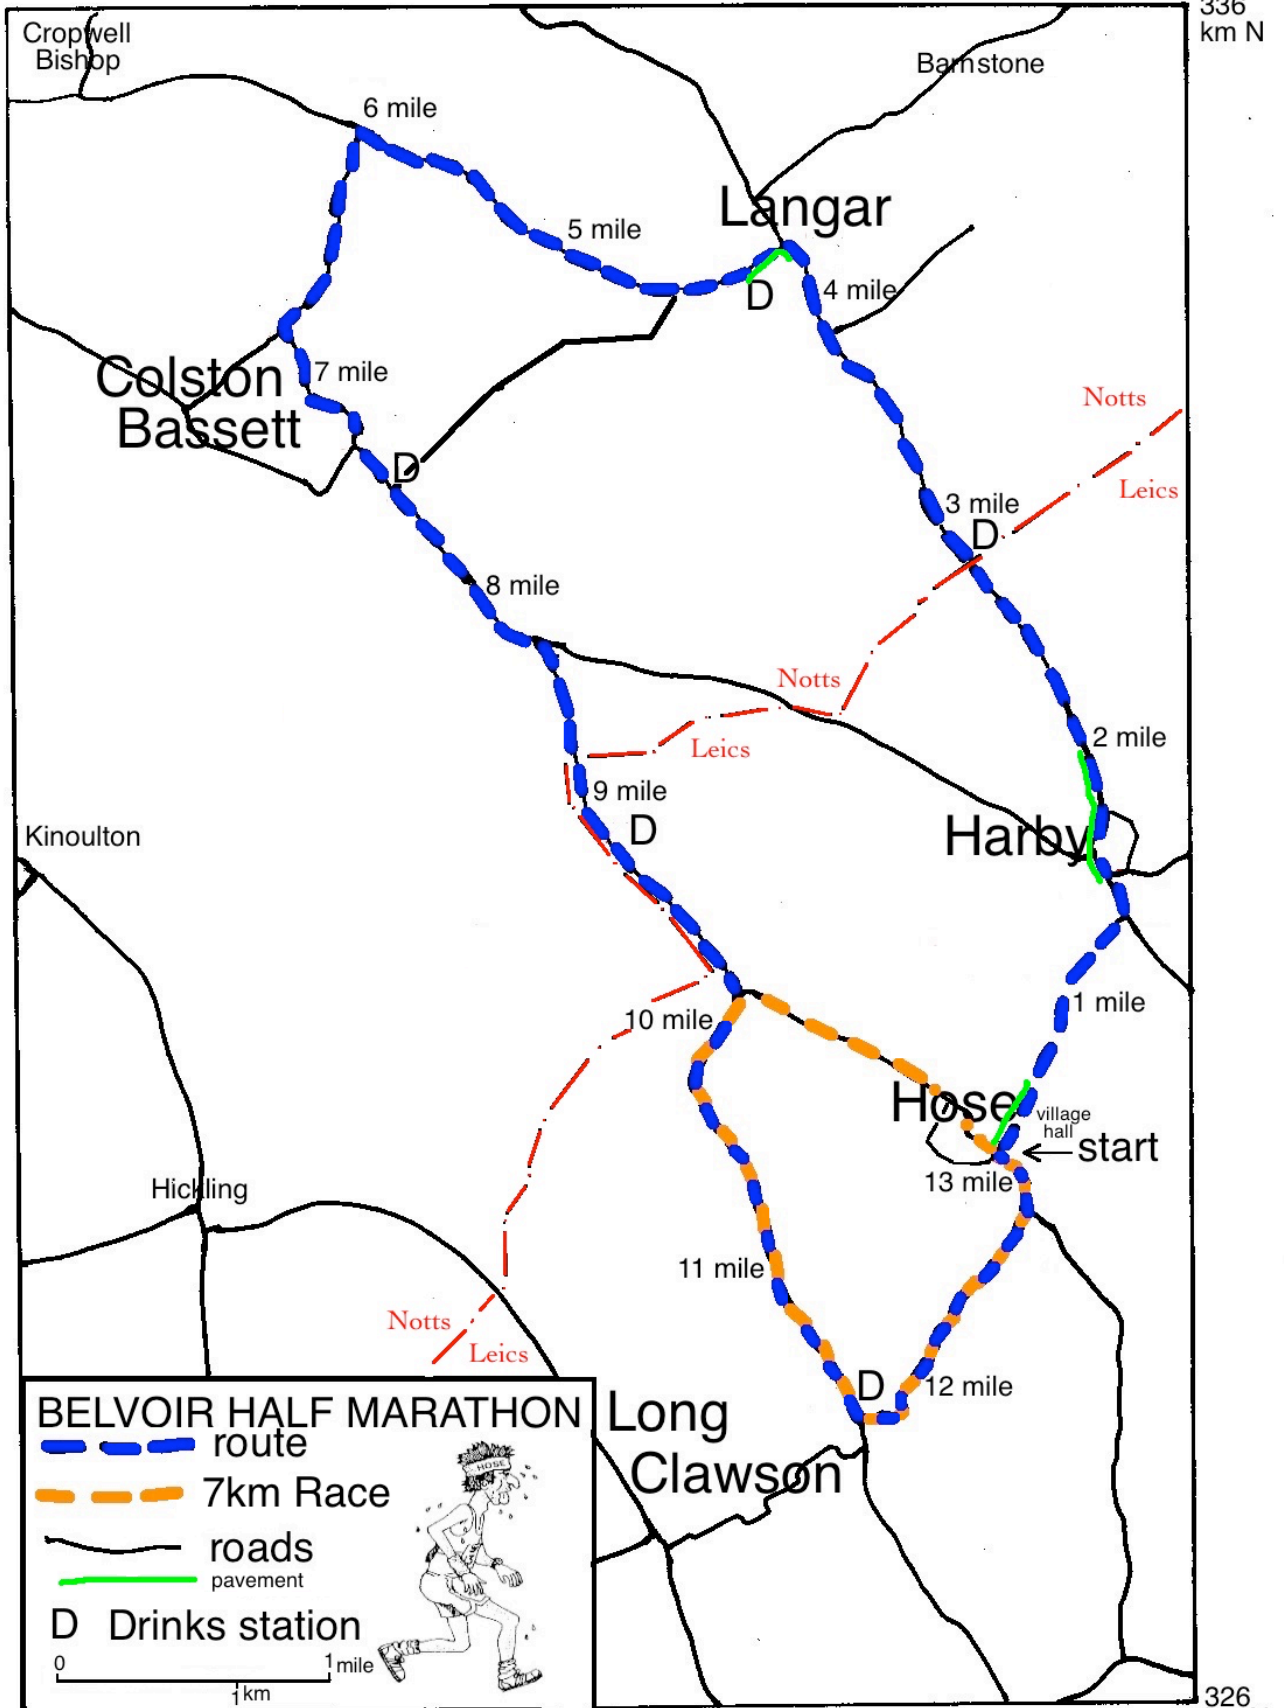 336
km N
Cropwell
Bishop
Barnstone
6 mile
Langar
5 mile
D
4 mile
Colston
Bassett
7 mile
Notts
Leics
D
3 mile
D
8 mile
Notts
Leics
2 mile
9 mile
D
Harby
Kinoulton
1 mile
10 mile
Hose
village
hall
start
13 mile
Hickling
11 mile
Notts
Leics
D
12 mile
Long
Clawson
BELVOIR HALF MARATHON
route
HOSE
7km Race
roads
pavement
D Drinks station
0
1 mile
1 km
326